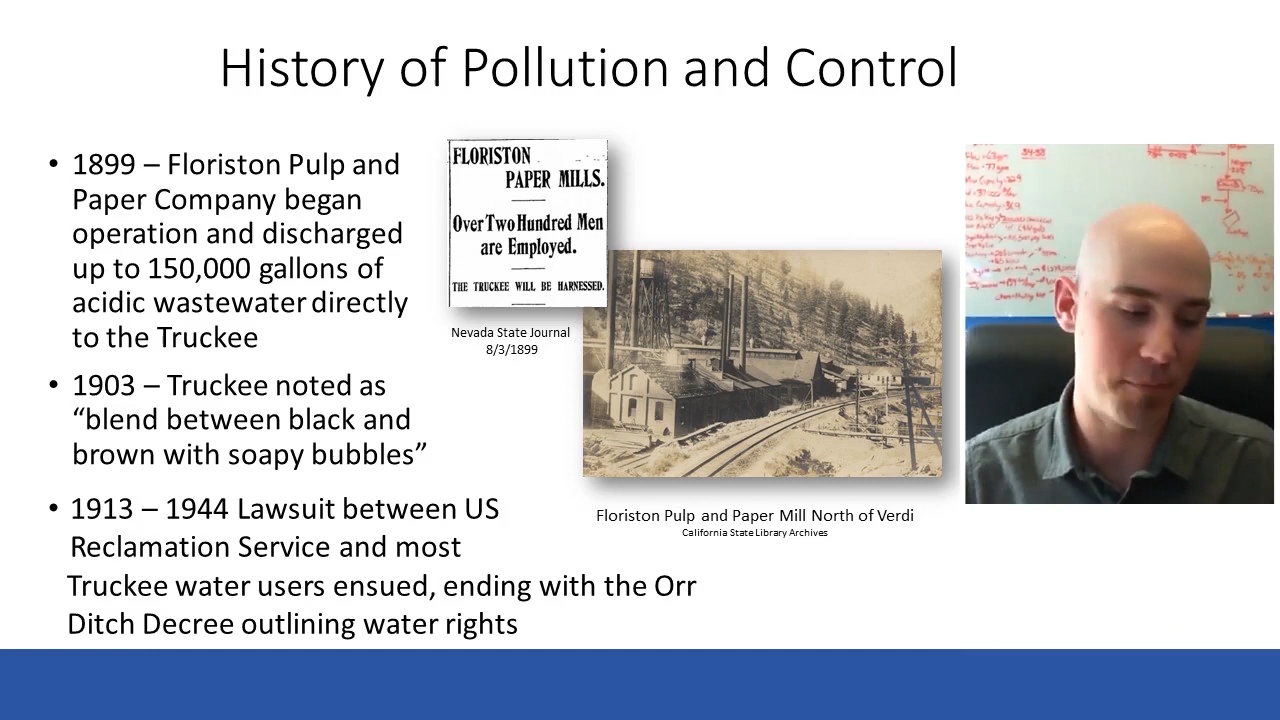 History of Pollution and Control
• 1899 – Floriston Pulp and
Paper Company began
operation and discharged
up to 150,000 gallons of
acidic wastewater directly
to the Truckee
• 1903 – Truckee noted as
“blend between black and
brown with soapy bubbles”
• 1913 – 1944 Lawsuit between US
Reclamation Service and most
Truckee water users ensued, ending with the Orr
Ditch Decree outlining water rights
FLORISTON
PAPER MILLS.
Over Two Hundred Men
are Employed.
THE TRUCKEE WILL BE HARNESSED.
Nevada State Journal
8/3/1899
Floriston Pulp and Paper Mill North of Verdi
California State Library Archives